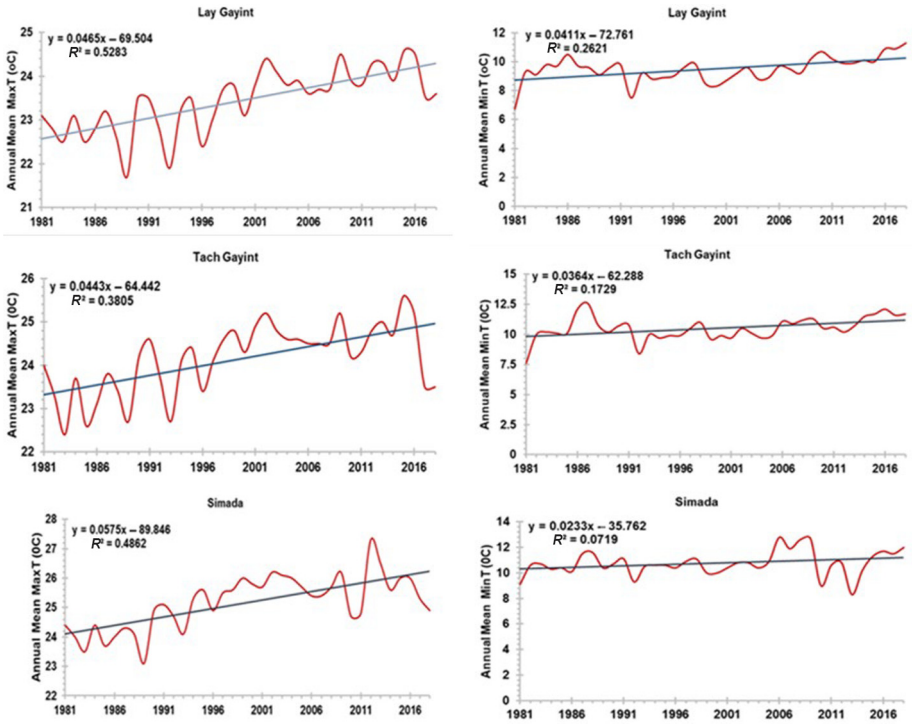 Lay Gayint
y = 0.0465x – 69.504
R² = 0.5283
Annual Mean MaxT (oC)
25
24
23
22
21
1981 1986 1991 1996 2001 2006 2011 2016
Lay Gayint
y = 0.0411x – 72.761
R² = 0.2621
Annual Mean Min T (oC)
12
10
8
6
4
2
0
1981 1986 1991 1996 2001 2006 2011 2016
Tach Gayint
y = 0.0443x – 64.442
R² = 0.3805
Annual Mean MaxT (0C)
26
25
24
23
22
1981 1986 1991 1996 2001 2006 2011 2016
Tach Gayint
y = 0.0364x – 62.288
R² = 0.1729
Annual Mean Min T (0C)
15
12.5
10
7.5
5
2.5
0
1981 1986 1991 1996 2001 2006 2011 2016
Simada
y = 0.0575x – 89.846
R² = 0.4862
Annual Mean MaxT (0C)
28
27
26
25
24
23
22
1981 1986 1991 1996 2001 2006 2011 2016
Simada
y = 0.0233x -- 35.762
R² = 0.0719
Annual Mean Min T (0C)
14
12
10
8
6
4
2
0
1981 1986 1991 1996 2001 2006 2011 2016